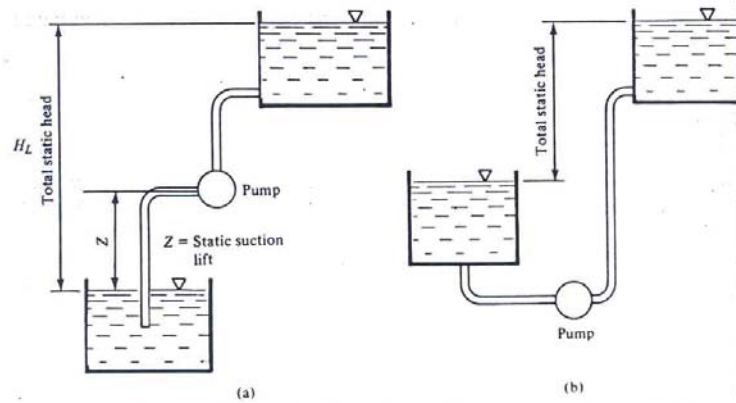 H_L
Total static head
Z
Pump
Z = Static suction
lift
(a)
Total static head
Pump
(b)